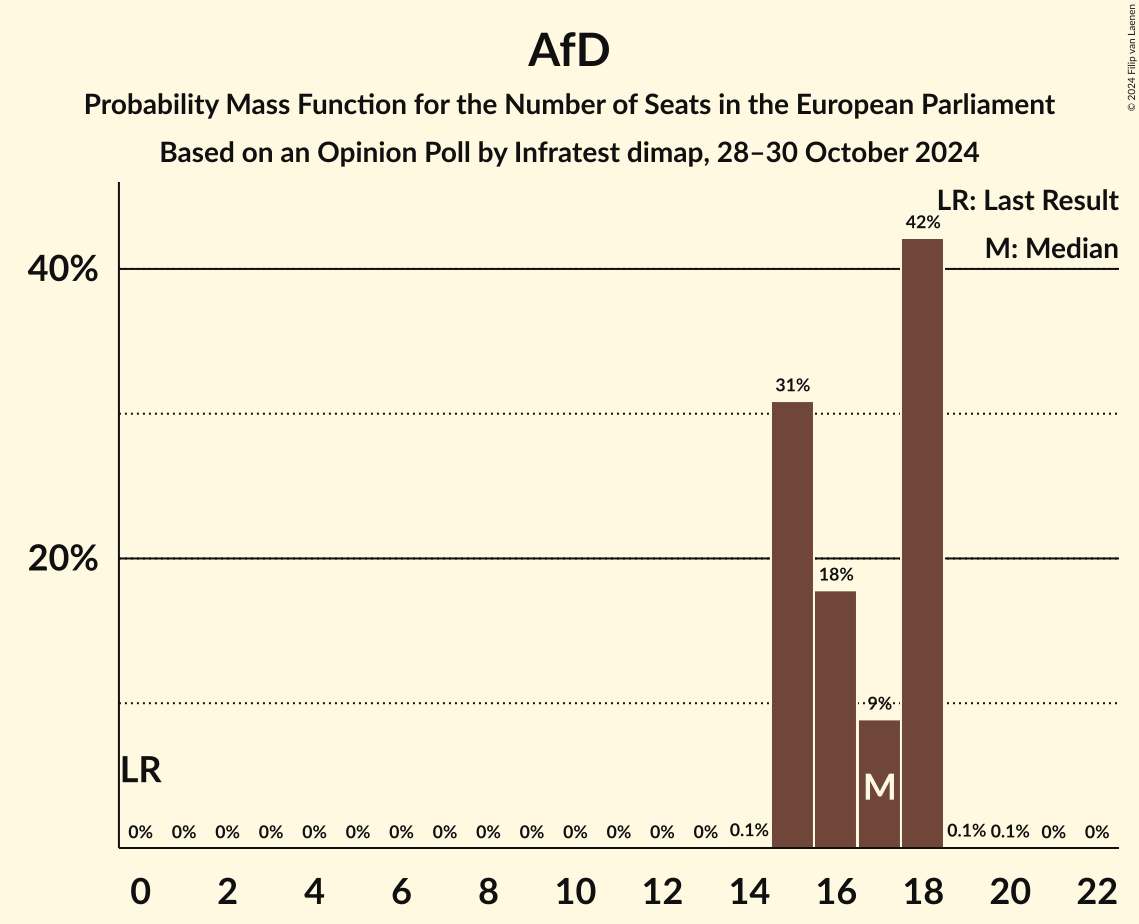 AfD
Probability Mass Function for the Number of Seats in the European Parliament
Based on an Opinion Poll by Infratest dimap, 28–30 October 2024
© 2024 Filip van Laenen
LR: Last Result
M: Median
40%
20%
42%
31%
18%
9%
LR
M
0% 0% 0% 0% 0% 0% 0% 0% 0% 0% 0% 0% 0% 0% 0.1% 0.1% 0.1% 0% 0%
0 2 4 6 8 10 12 14 16 18 20 22